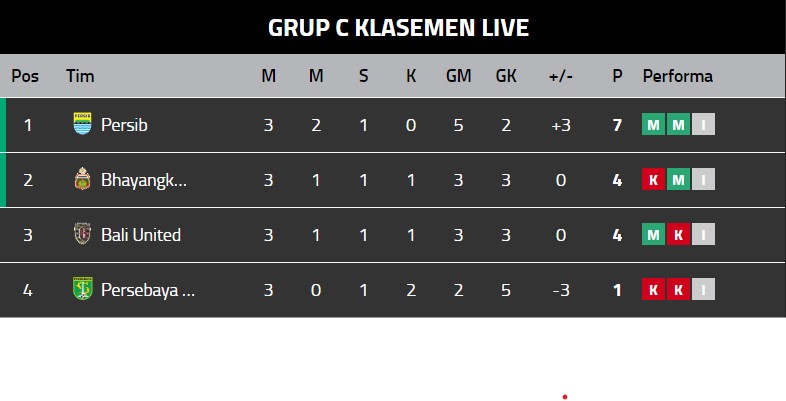 GRUP C KLASEMEN LIVE
Pos Tim M M S K GM GK +/- P Performa
1 Persib 3 2 1 0 5 2 +3 7 M M I
2 Bhayangk... 3 1 1 1 3 3 0 4 K M I
3 Bali United 3 1 1 1 3 3 0 4 M K I
4 Persebaya ... 3 0 1 2 2 5 -3 1 K K I